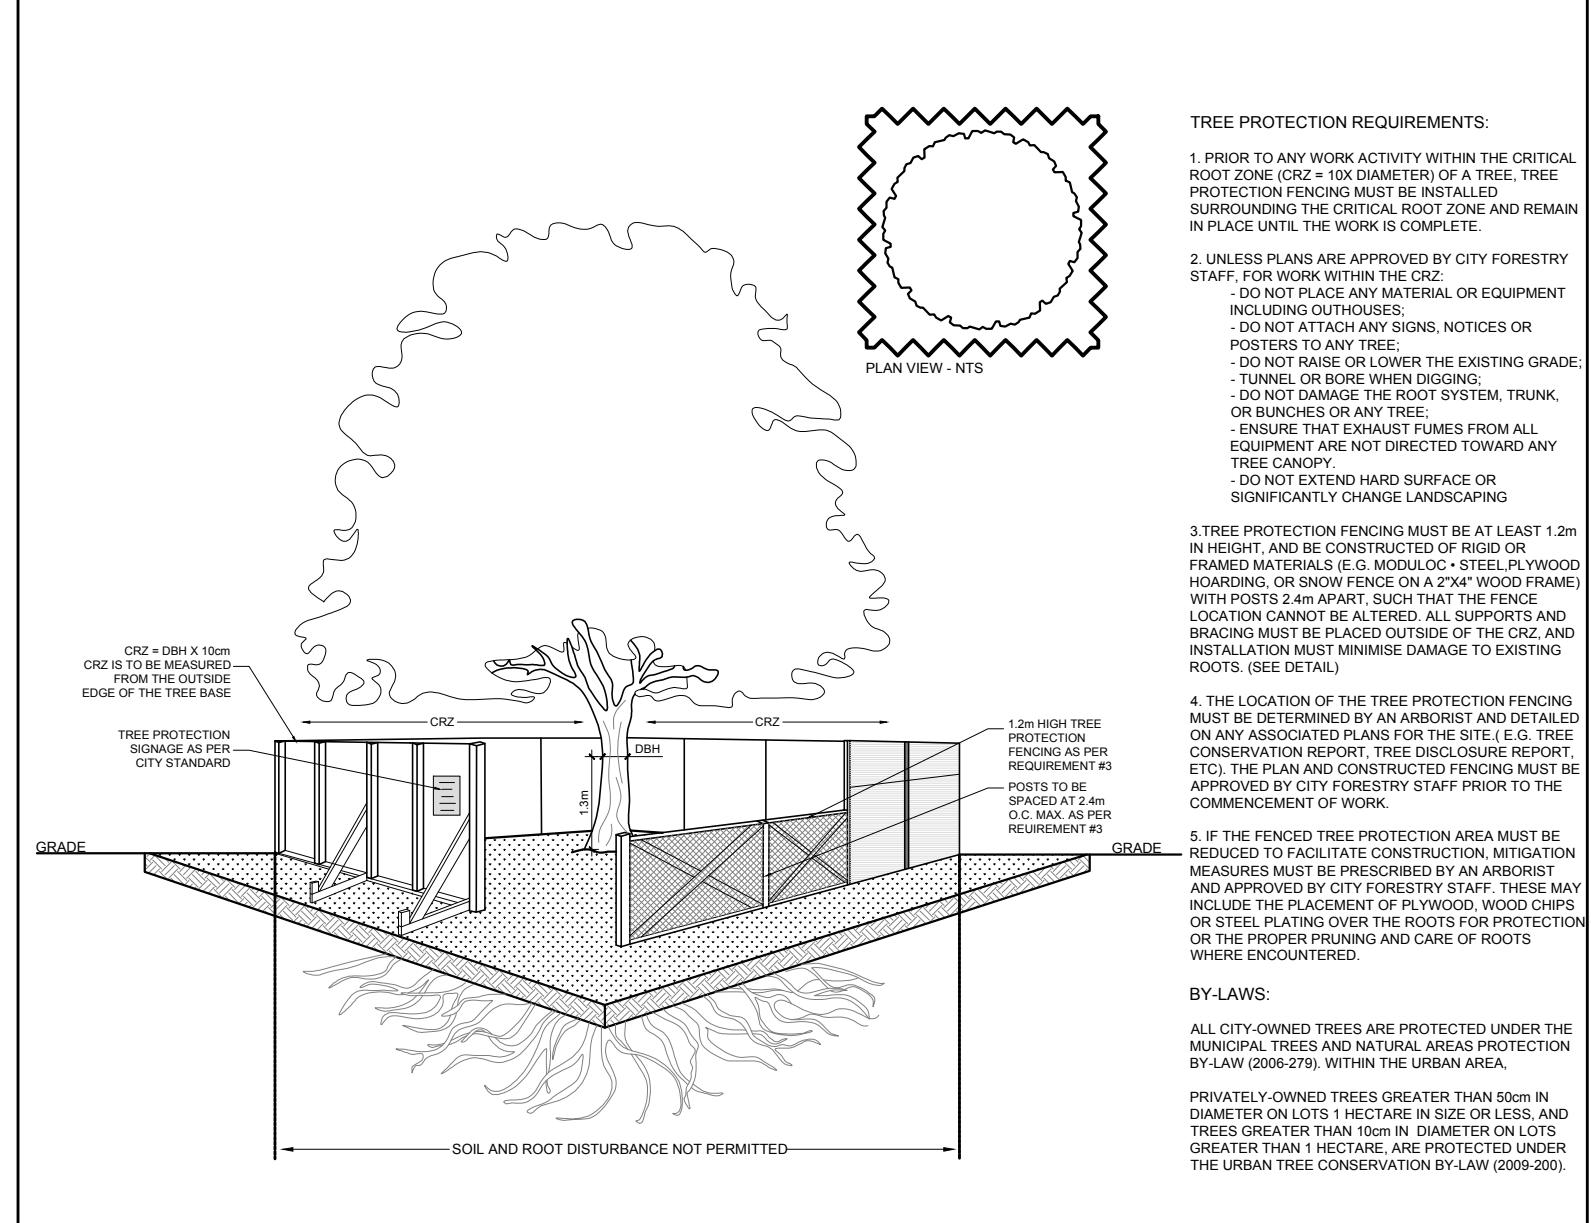 PLAN VIEW - NTS
CRZ = DBH X 10cm
CRZ IS TO BE MEASURED
FROM THE OUTSIDE
EDGE OF THE TREE BASE
TREE PROTECTION
SIGNAGE AS PER
CITY STANDARD
CRZ
CRZ
DBH
1.3m
1.2m HIGH TREE
PROTECTION
FENCING AS PER
REQUIREMENT #3
POSTS TO BE
SPACED AT 2.4m
O.C. MAX. AS PER
REUIREMENT #3
GRADE
GRADE
SOIL AND ROOT DISTURBANCE NOT PERMITTED
TREE PROTECTION REQUIREMENTS:
1. PRIOR TO ANY WORK ACTIVITY WITHIN THE CRITICAL
ROOT ZONE (CRZ = 10X DIAMETER) OF A TREE, TREE
PROTECTION FENCING MUST BE INSTALLED
SURROUNDING THE CRITICAL ROOT ZONE AND REMAIN
IN PLACE UNTIL THE WORK IS COMPLETE.
2. UNLESS PLANS ARE APPROVED BY CITY FORESTRY
STAFF, FOR WORK WITHIN THE CRZ:
- DO NOT PLACE ANY MATERIAL OR EQUIPMENT
INCLUDING OUTHOUSES;
- DO NOT ATTACH ANY SIGNS, NOTICES OR
POSTERS TO ANY TREE;
- DO NOT RAISE OR LOWER THE EXISTING GRADE;
- TUNNEL OR BORE WHEN DIGGING;
- DO NOT DAMAGE THE ROOT SYSTEM, TRUNK,
OR BUNCHES OR ANY TREE;
- ENSURE THAT EXHAUST FUMES FROM ALL
EQUIPMENT ARE NOT DIRECTED TOWARD ANY
TREE CANOPY.
- DO NOT EXTEND HARD SURFACE OR
SIGNIFICANTLY CHANGE LANDSCAPING
3.TREE PROTECTION FENCING MUST BE AT LEAST 1.2m
IN HEIGHT, AND BE CONSTRUCTED OF RIGID OR
FRAMED MATERIALS (E.G. MODULOC • STEEL,PLYWOOD
HOARDING, OR SNOW FENCE ON A 2"X4" WOOD FRAME)
WITH POSTS 2.4m APART, SUCH THAT THE FENCE
LOCATION CANNOT BE ALTERED. ALL SUPPORTS AND
BRACING MUST BE PLACED OUTSIDE OF THE CRZ, AND
INSTALLATION MUST MINIMISE DAMAGE TO EXISTING
ROOTS. (SEE DETAIL)
4. THE LOCATION OF THE TREE PROTECTION FENCING
MUST BE DETERMINED BY AN ARBORIST AND DETAILED
ON ANY ASSOCIATED PLANS FOR THE SITE.( E.G. TREE
CONSERVATION REPORT, TREE DISCLOSURE REPORT,
ETC). THE PLAN AND CONSTRUCTED FENCING MUST BE
APPROVED BY CITY FORESTRY STAFF PRIOR TO THE
COMMENCEMENT OF WORK.
5. IF THE FENCED TREE PROTECTION AREA MUST BE
REDUCED TO FACILITATE CONSTRUCTION, MITIGATION
MEASURES MUST BE PRESCRIBED BY AN ARBORIST
AND APPROVED BY CITY FORESTRY STAFF. THESE MAY
INCLUDE THE PLACEMENT OF PLYWOOD, WOOD CHIPS
OR STEEL PLATING OVER THE ROOTS FOR PROTECTION
OR THE PROPER PRUNING AND CARE OF ROOTS
WHERE ENCOUNTERED.
BY-LAWS:
ALL CITY-OWNED TREES ARE PROTECTED UNDER THE
MUNICIPAL TREES AND NATURAL AREAS PROTECTION
BY-LAW (2006-279). WITHIN THE URBAN AREA,
PRIVATELY-OWNED TREES GREATER THAN 50cm IN
DIAMETER ON LOTS 1 HECTARE IN SIZE OR LESS, AND
TREES GREATER THAN 10cm IN DIAMETER ON LOTS
GREATER THAN 1 HECTARE, ARE PROTECTED UNDER
THE URBAN TREE CONSERVATION BY-LAW (2009-200).